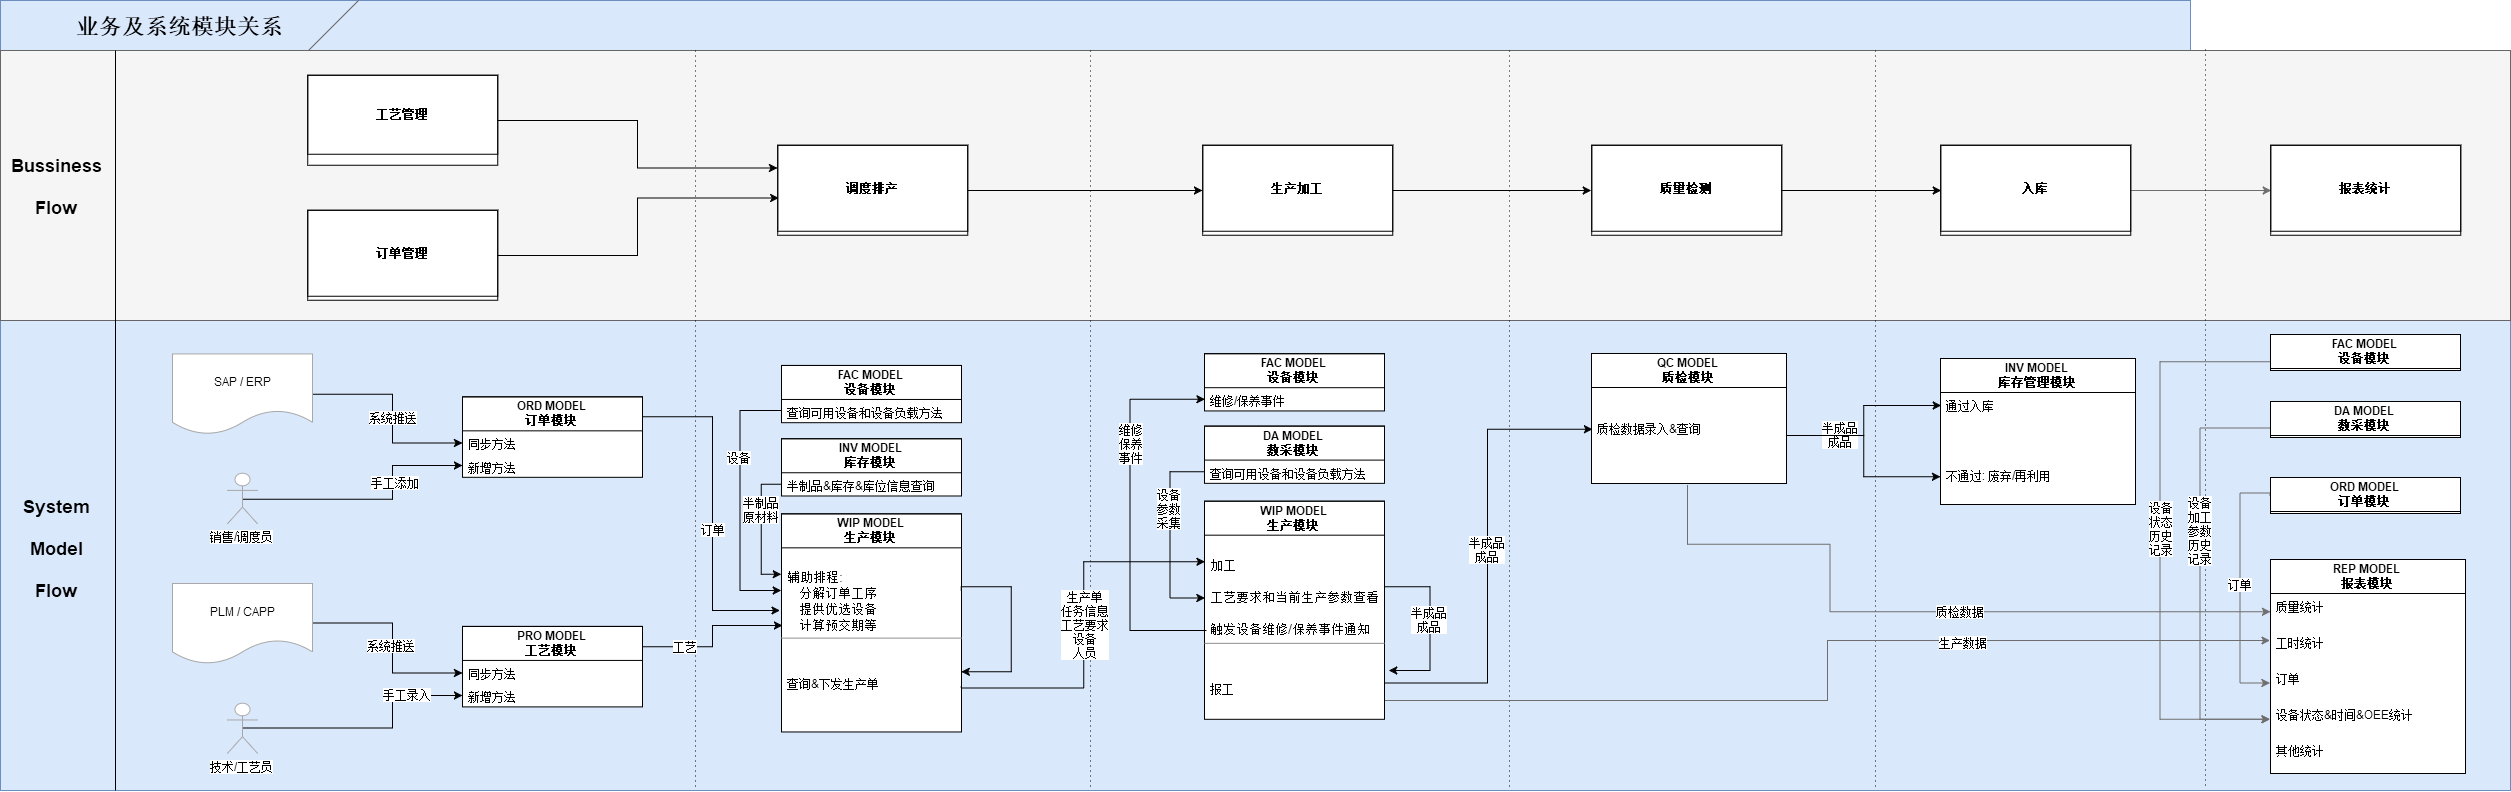 业务及系统模块关系
Bussiness
Flow
工艺管理
订单管理
调度排产
生产加工
质量检测
入库
报表统计
System
Model
Flow
SAP / ERP
系统推送
手工添加
销售/调度员
ORD MODEL
订单模块
同步方法
新增方法
PLM / CAPP
系统推送
手工录入
技术/工艺员
PRO MODEL
工艺模块
同步方法
新增方法
订单
工艺
设备
半制品
原材料
FAC MODEL
设备模块
查询可用设备和设备负载方法
INV MODEL
库存模块
半制品&库存&库位信息查询
WIP MODEL
生产模块
辅助排程:
分解订单工序
提供优选设备
计算预交期等
查询&下发生产单
生产单
任务信息
工艺要求
设备
人员
维修
保养
事件
设备
参数
采集
FAC MODEL
设备模块
维修/保养事件
DA MODEL
数采模块
查询可用设备和设备负载方法
WIP MODEL
生产模块
加工
工艺要求和当前生产参数查看
触发设备维修/保养事件通知
报工
半成品
成品
半成品
成品
QC MODEL
质检模块
质检数据录入&查询
半成品
成品
INV MODEL
库存管理模块
通过入库
不通过: 废弃/再利用
质检数据
生产数据
设备
状态
历史
记录
设备
加工
参数
历史
记录
订单
FAC MODEL
设备模块
DA MODEL
数采模块
ORD MODEL
订单模块
REP MODEL
报表模块
质量统计
工时统计
订单
设备状态&时间&OEE统计
其他统计